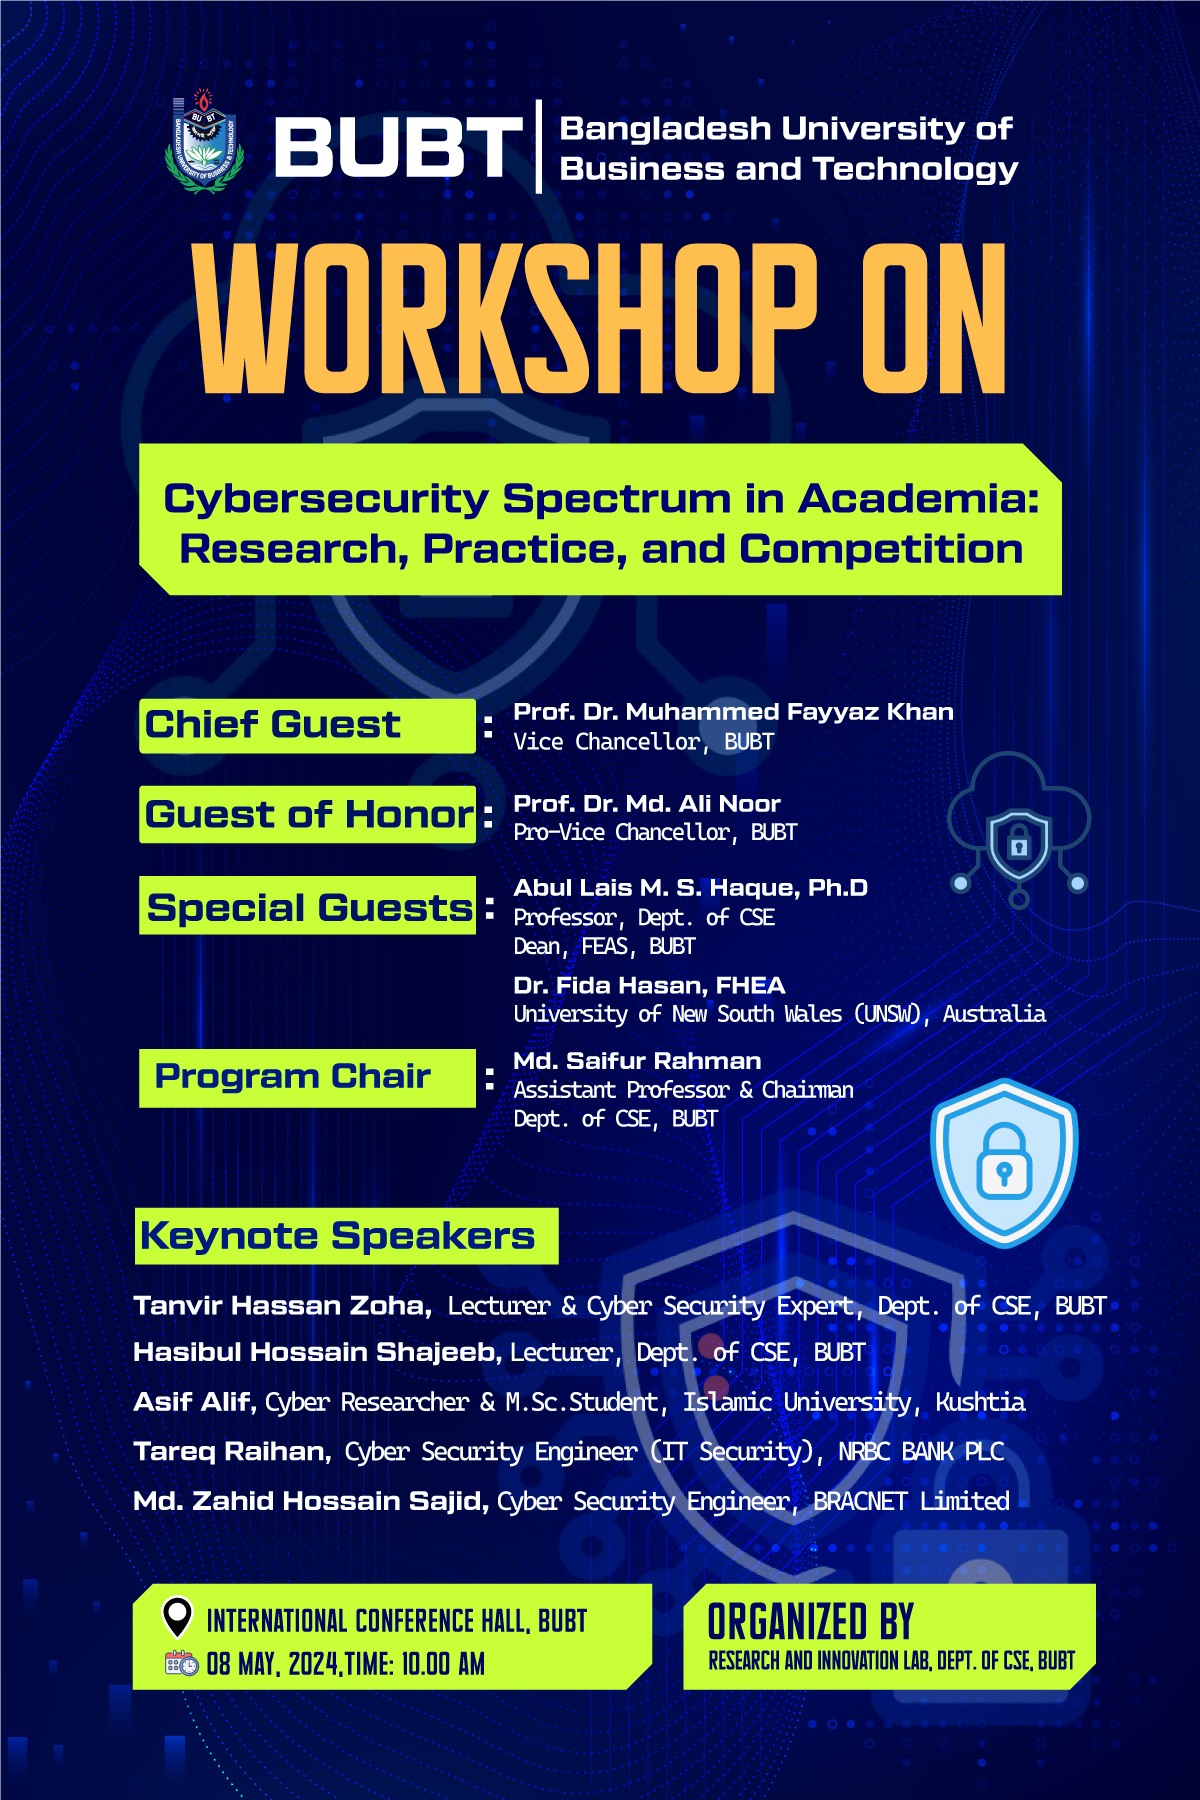 BU BT
BANGLADESH UNIVERSITY OF BUSINESS & TECHNOLOGY
BUBT
Bangladesh University of
Business and Technology
WORKSHOP ON
Cybersecurity Spectrum in Academia:
Research, Practice, and Competition
Chief Guest : Prof. Dr. Muhammed Fayyaz Khan
Vice Chancellor, BUBT
Guest of Honor : Prof. Dr. Md. Ali Noor
Pro-Vice Chancellor, BUBT
Special Guests : Abul Lais M. S. Haque, Ph.D
Professor, Dept. of CSE
Dean, FEAS, BUBT
Dr. Fida Hasan, FHEA
University of New South Wales (UNSW), Australia
Program Chair : Md. Saifur Rahman
Assistant Professor & Chairman
Dept. of CSE, BUBT
Keynote Speakers
Tanvir Hassan Zoha, Lecturer & Cyber Security Expert, Dept. of CSE, BUBT
Hasibul Hossain Shajeeb, Lecturer, Dept. of CSE, BUBT
Asif Alif, Cyber Researcher & M.Sc.Student, Islamic University, Kushtia
Tareq Raihan, Cyber Security Engineer (IT Security), NRBC BANK PLC
Md. Zahid Hossain Sajid, Cyber Security Engineer, BRACNET Limited
INTERNATIONAL CONFERENCE HALL, BUBT
08 MAY, 2024,TIME: 10.00 AM
ORGANIZED BY
RESEARCH AND INNOVATION LAB, DEPT. OF CSE, BUBT